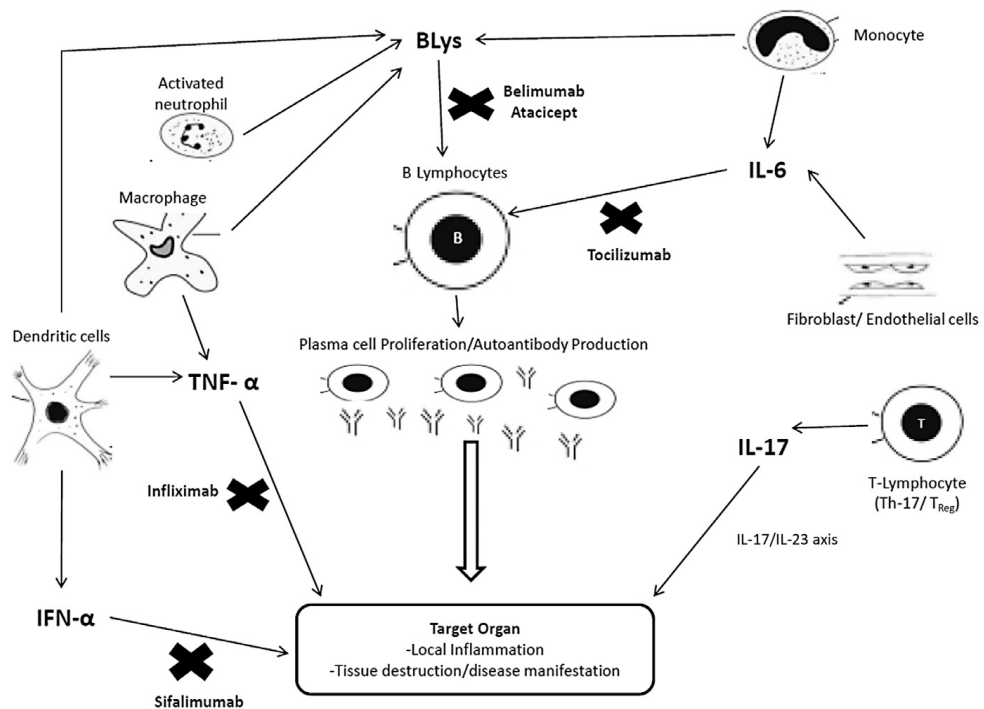 BLys
Monocyte
Activated
neutrophil
Belimumab
Atacicept
IL-6
B Lymphocytes
Macrophage
B
Tocilizumab
Fibroblast/ Endothelial cells
Dendritic cells
Plasma cell Proliferation/Autoantibody Production
TNF- α
T
IL-17
T-Lymphocyte
(Th-17/ TReg)
Infliximab
IL-17/IL-23 axis
IFN-α
Target Organ
-Local Inflammation
-Tissue destruction/disease manifestation
Sifalimumab